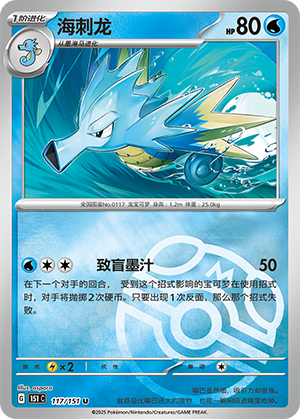 1阶进化
海刺龙
HP 80
从墨海马进化
全国图鉴No.0117 龙宝可梦 身高：1.2m 体重：25.0kg
致盲墨汁 50
在下一个对手的回合，受到这个招式影响的宝可梦在使用招式
时，对手将抛掷2次硬币。只要出现1次反面，那么那个招式失
败。
弱点 ×2 抵抗力 撤退
Illus. osporo
G 151 C 117/151 U
©2025 Pokémon/Nintendo/Creatures/GAME FREAK.